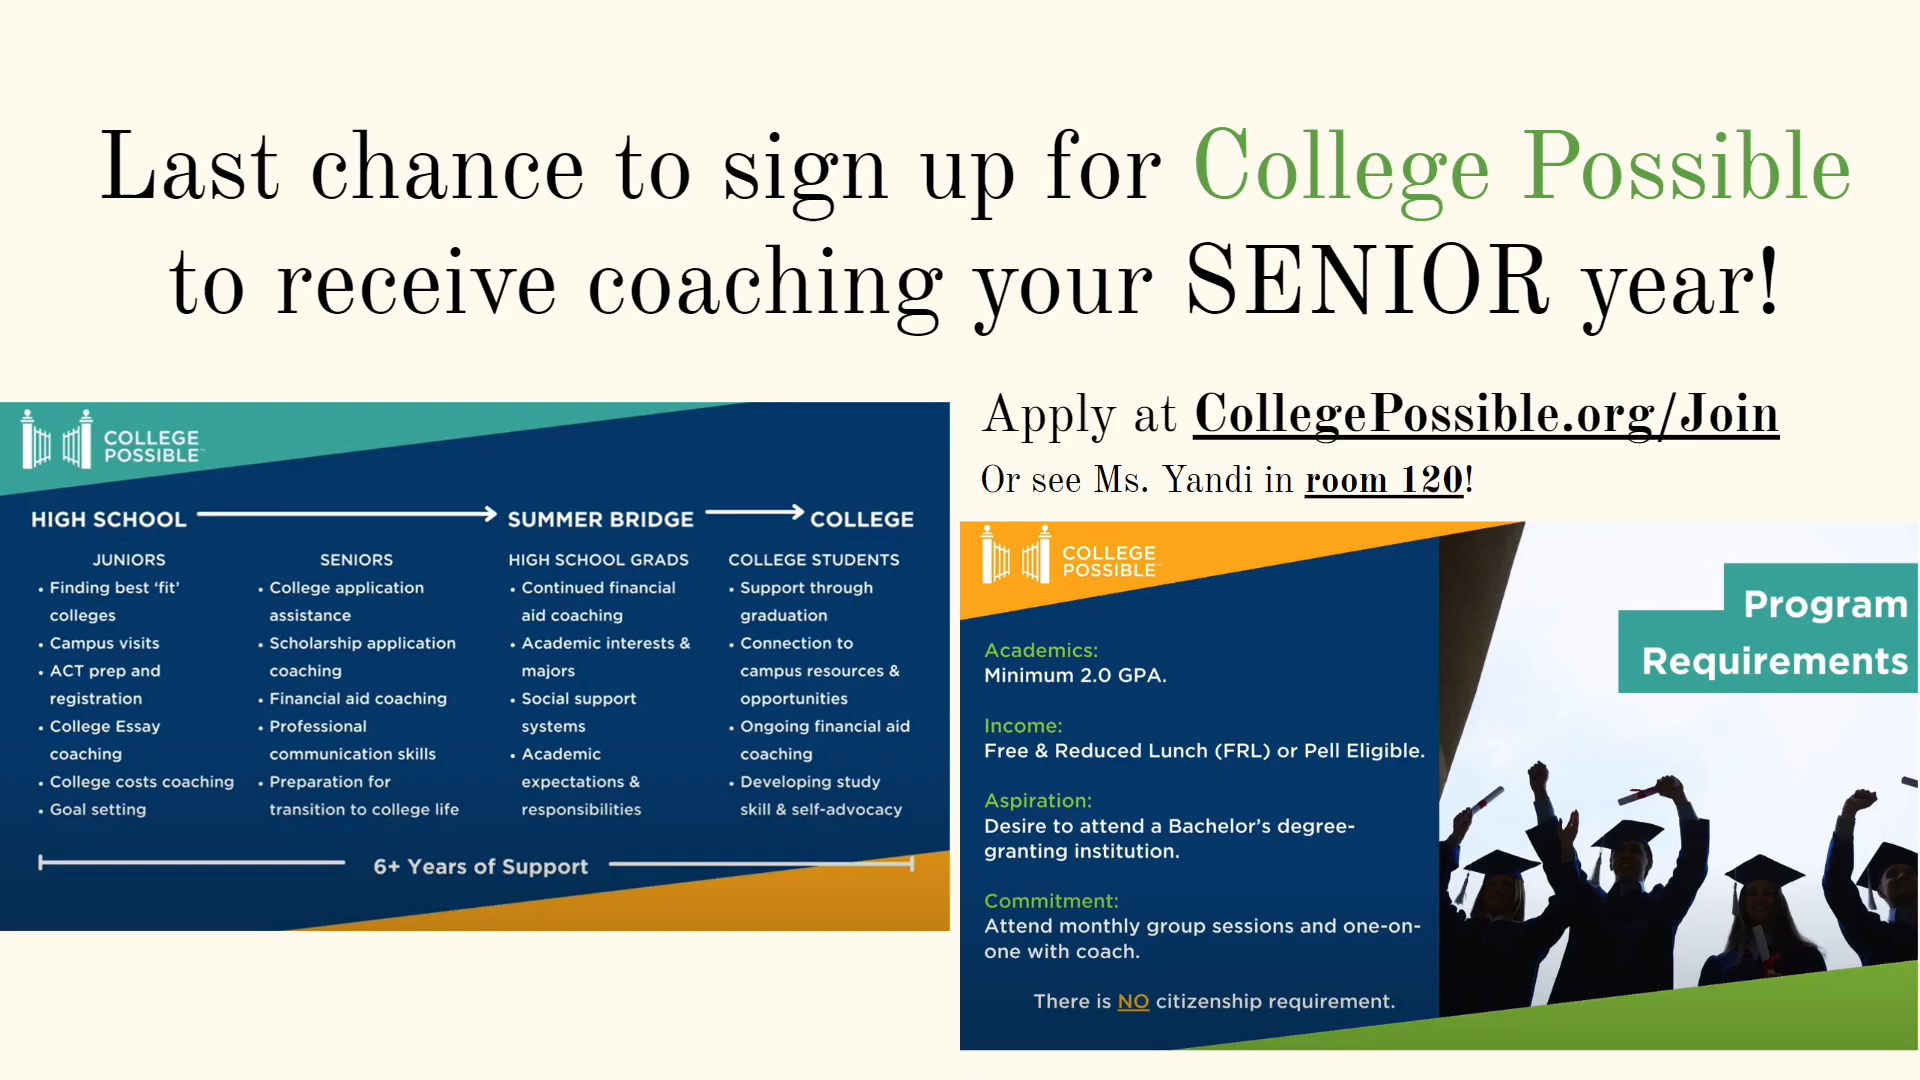 Last chance to sign up for College Possible
to receive coaching your SENIOR year!
Apply at CollegePossible.org/Join
Or see Ms. Yandi in room 120!
COLLEGE
POSSIBLE™
HIGH SCHOOL
SUMMER BRIDGE
COLLEGE
JUNIORS
• Finding best ‘fit’
colleges
• Campus visits
• ACT prep and
registration
• College Essay
coaching
• College costs coaching
• Goal setting
SENIORS
• College application
assistance
• Scholarship application
coaching
• Financial aid coaching
• Professional
communication skills
• Preparation for
transition to college life
HIGH SCHOOL GRADS
• Continued financial
aid coaching
• Academic interests &
majors
• Social support
systems
• Academic
expectations &
responsibilities
COLLEGE STUDENTS
• Support through
graduation
• Connection to
campus resources &
opportunities
• Ongoing financial aid
coaching
• Developing study
skill & self-advocacy
6+ Years of Support
COLLEGE
POSSIBLE™
Program
Requirements
Academics:
Minimum 2.0 GPA.
Income:
Free & Reduced Lunch (FRL) or Pell Eligible.
Aspiration:
Desire to attend a Bachelor’s degree-
granting institution.
Commitment:
Attend monthly group sessions and one-on-
one with coach.
There is NO citizenship requirement.